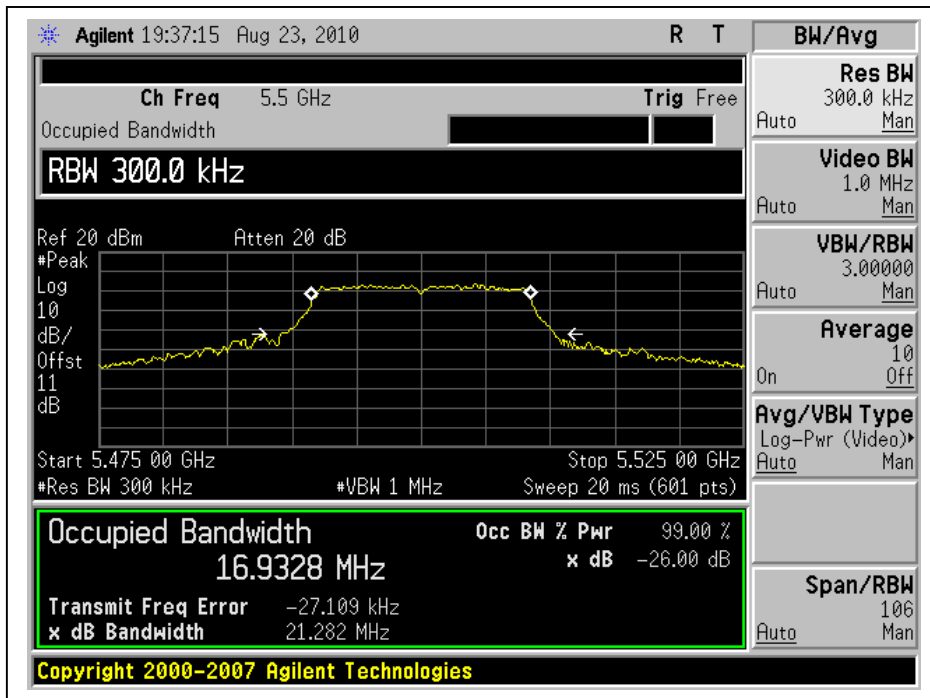 Agilent 19:37:15 Aug 23, 2010 R T
Ch Freq 5.5 GHz Trig Free
Occupied Bandwidth
RBW 300.0 kHz
Ref 20 dBm Atten 20 dB
#Peak
Log
10
dB/
Offst
11
dB
Start 5.475 00 GHz Stop 5.525 00 GHz
#Res BW 300 kHz #VBW 1 MHz Sweep 20 ms (601 pts)
Occupied Bandwidth
16.9328 MHz
Occ BW % Pwr 99.00 %
x dB -26.00 dB
Transmit Freq Error -27.109 kHz
x dB Bandwidth 21.282 MHz
Copyright 2000-2007 Agilent Technologies
BW/Avg
Res BW
300.0 kHz
Auto Man
Video BW
1.0 MHz
Auto Man
VBW/RBW
3.00000
Auto Man
Average
10
On Off
Avg/VBW Type
Log-Pwr (Video)
Auto Man
Span/RBW
106
Auto Man